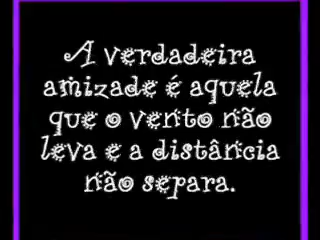 A verdadeira
amizade é aquela
que o vento não
leva e a distância
não separa.